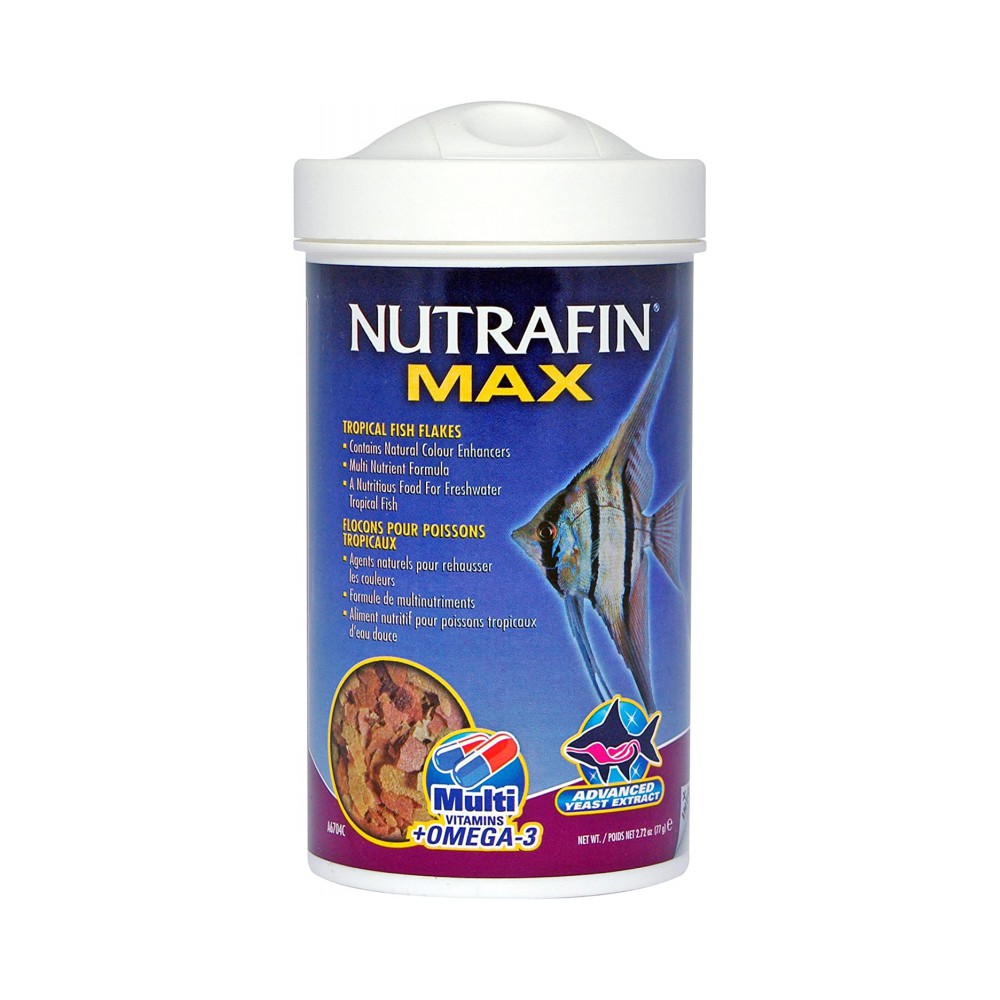 NUTRAFIN®
MAX
TROPICAL FISH FLAKES
▪ Contains Natural Colour Enhancers
▪ Multi Nutrient Formula
▪ A Nutritious Food For Freshwater
Tropical Fish
FLOCONS POUR POISSONS
TROPICAUX
▪ Agents naturels pour rehausser
les couleurs
▪ Formule de multinutriments
▪ Aliment nutritif pour poissons tropicaux
d'eau douce
Multi
VITAMINS
+OMEGA-3
ADVANCED
YEAST EXTRACT
A6704C
NET WT. / POIDS NET 2.72 oz (77 g) ℮